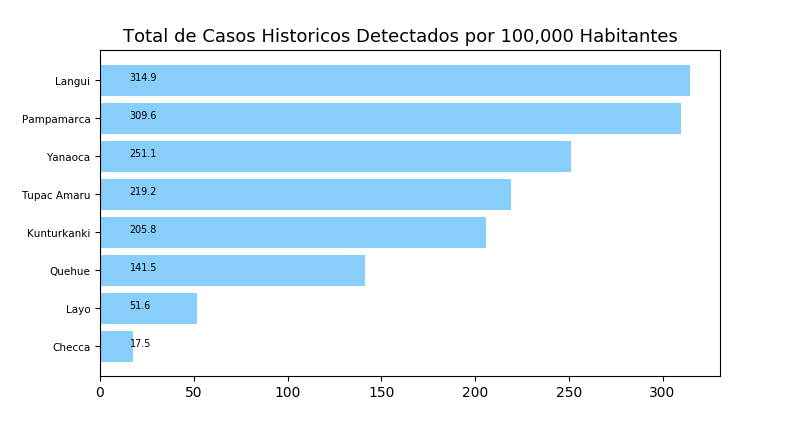 Total de Casos Historicos Detectados por 100,000 Habitantes
Langui 314.9
Pampamarca 309.6
Yanaoca 251.1
Tupac Amaru 219.2
Kunturkanki 205.8
Quehue 141.5
Layo 51.6
Checca 17.5
0 50 100 150 200 250 300